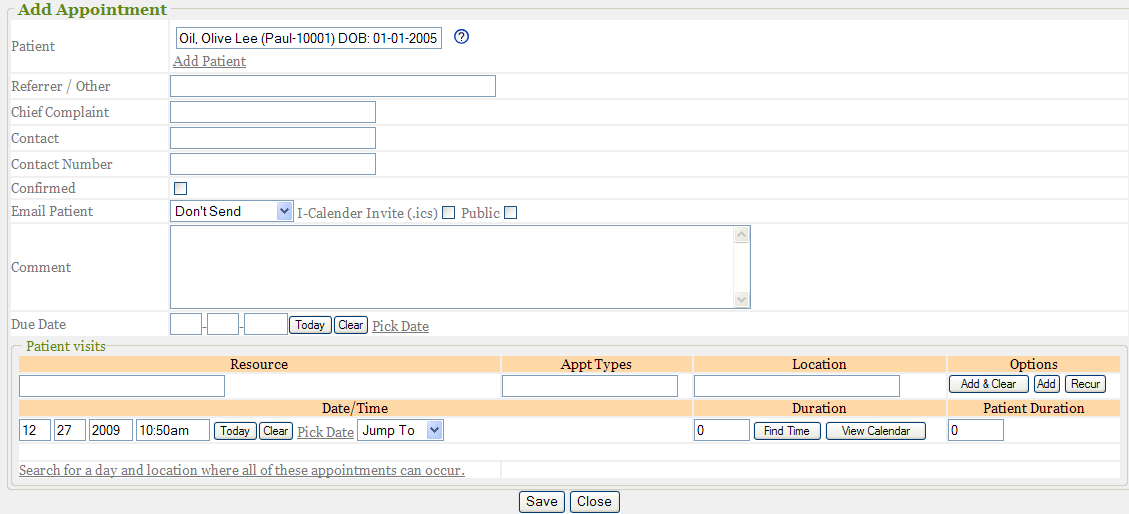 Add Appointment
Patient Oil, Olive Lee (Paul-10001) DOB: 01-01-2005 ?
Add Patient
Referrer / Other
Chief Complaint
Contact
Contact Number
Confirmed
Email Patient Don't Send I-Calender Invite (.ics) Public
Comment
Due Date - - Today Clear Pick Date
Patient visits
Resource Appt Types Location Options
Add & Clear Add Recur
Date/Time Duration Patient Duration
12 27 2009 10:50am Today Clear Pick Date Jump To 0 Find Time View Calendar 0
Search for a day and location where all of these appointments can occur.
Save Close